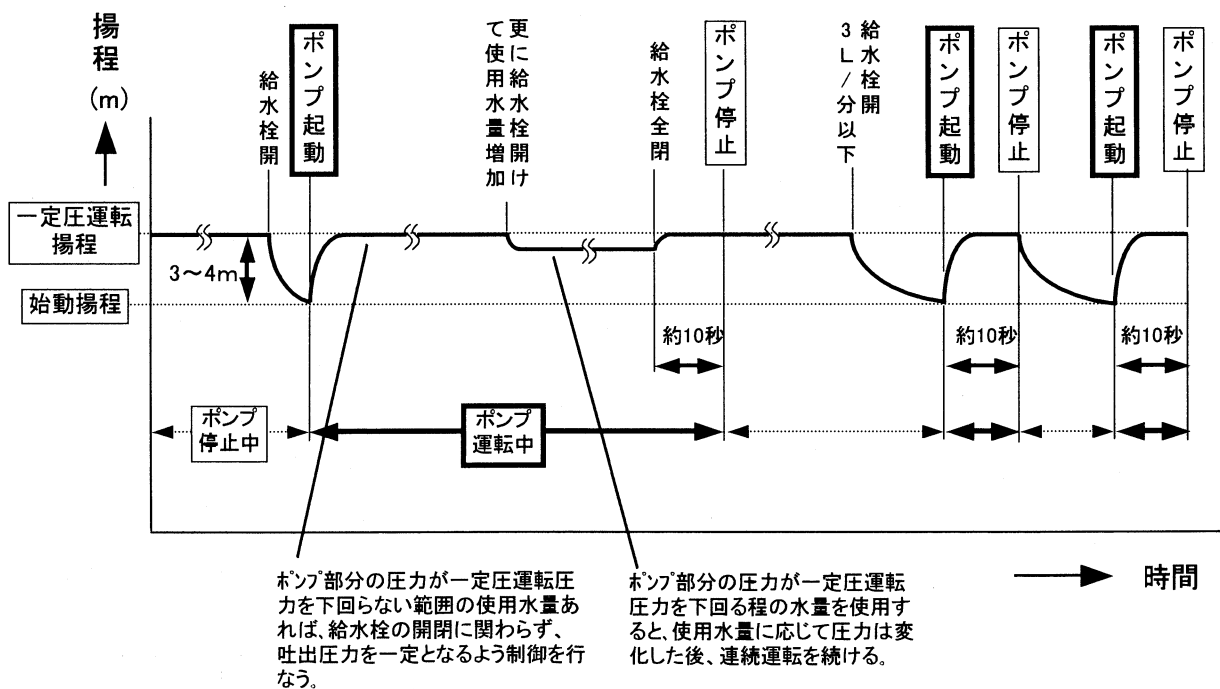 揚程
(m)
給水栓開
ポンプ起動
更に給水栓開け
て使用水量増加
給水栓全閉
ポンプ停止
給水栓開
3L/分以下
ポンプ起動
ポンプ停止
ポンプ起動
ポンプ停止
一定圧運転
揚程
3～4m
始動揚程
約10秒
約10秒
約10秒
ポンプ
停止中
ポンプ
運転中
ポンプ部分の圧力が一定圧運転圧
力を下回らない範囲の使用水量あ
れば、給水栓の開閉に関わらず、
吐出圧力を一定となるよう制御を行
なう。
ポンプ部分の圧力が一定圧運転
圧力を下回る程の水量を使用す
ると、使用水量に応じて圧力は変
化した後、連続運転を続ける。
時間